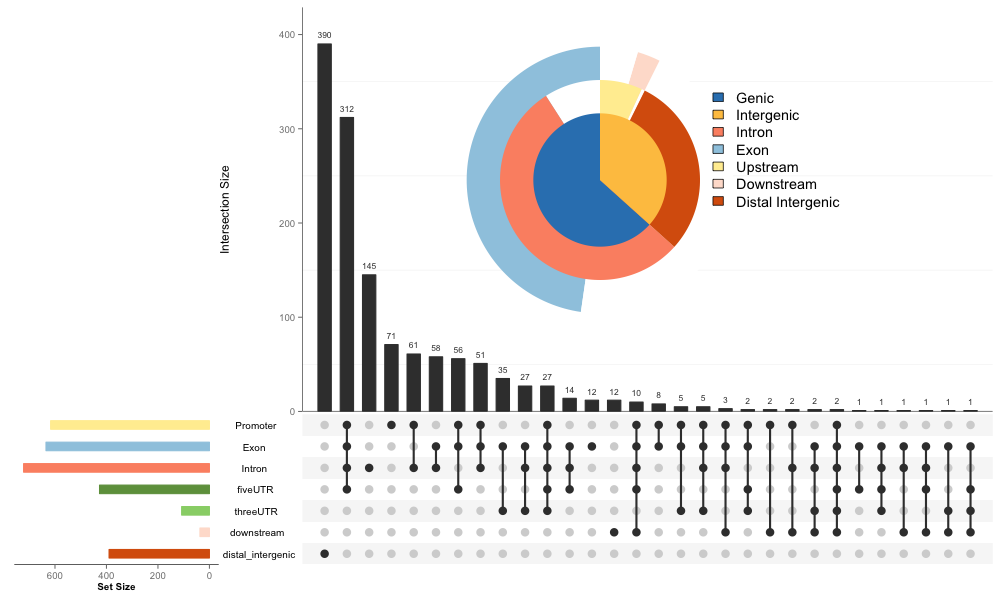 400
390
312
300
200
145
100
71
61
58
56
51
35
27
27
14
12
12
10
8
5
5
3
2
2
2
2
2
1
1
1
1
1
1
0
Intersection Size
Genic
Intergenic
Intron
Exon
Upstream
Downstream
Distal Intergenic
Promoter
Exon
Intron
fiveUTR
threeUTR
downstream
distal_intergenic
600
400
200
0
Set Size